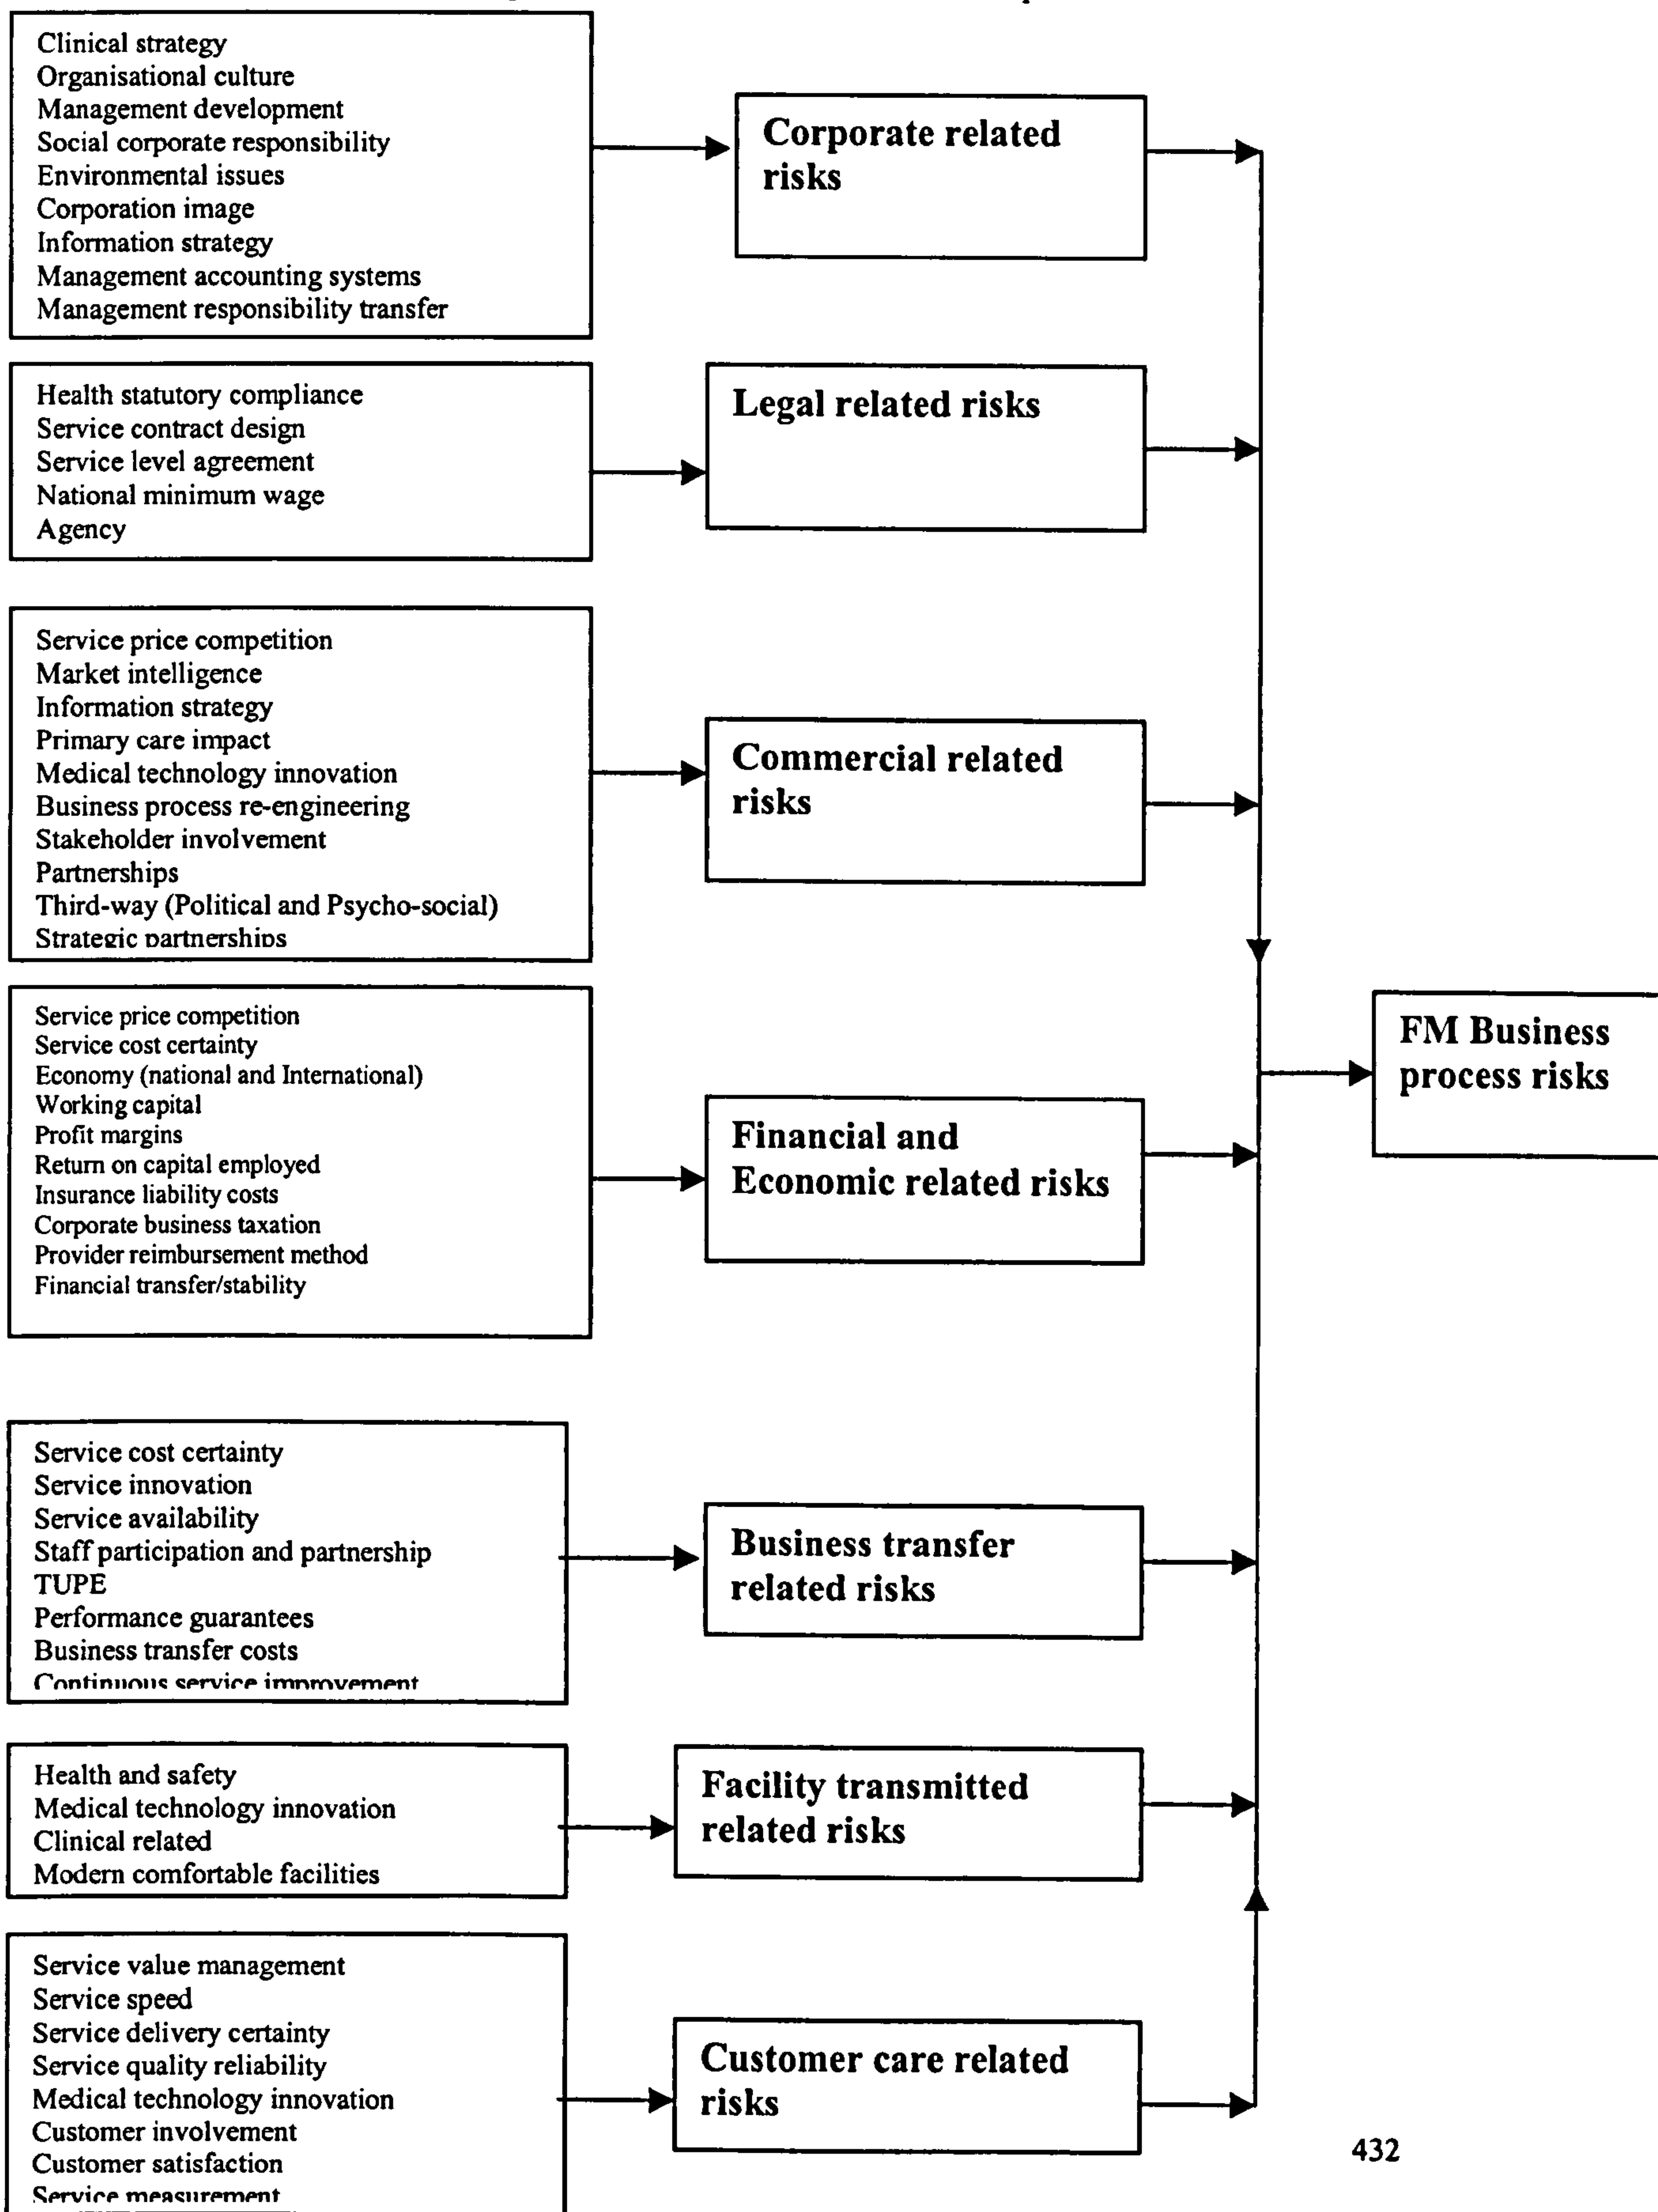 Clinical strategy
Organisational culture
Management development
Social corporate responsibility
Environmental issues
Corporation image
Information strategy
Management accounting systems
Management responsibility transfer
Corporate related
risks
Health statutory compliance
Service contract design
Service level agreement
National minimum wage
Agency
Legal related risks
Service price competition
Market intelligence
Information strategy
Primary care impact
Medical technology innovation
Business process re-engineering
Stakeholder involvement
Partnerships
Third-way (Political and Psycho-social)
Strategic partnerships
Commercial related
risks
Service price competition
Service cost certainty
Economy (national and International)
Working capital
Profit margins
Return on capital employed
Insurance liability costs
Corporate business taxation
Provider reimbursement method
Financial transfer/stability
Financial and
Economic related risks
FM Business
process risks
Service cost certainty
Service innovation
Service availability
Staff participation and partnership
TUPE
Performance guarantees
Business transfer costs
Continuous service improvement
Business transfer
related risks
Health and safety
Medical technology innovation
Clinical related
Modern comfortable facilities
Facility transmitted
related risks
Service value management
Service speed
Service delivery certainty
Service quality reliability
Medical technology innovation
Customer involvement
Customer satisfaction
Service measurement
Customer care related
risks
432